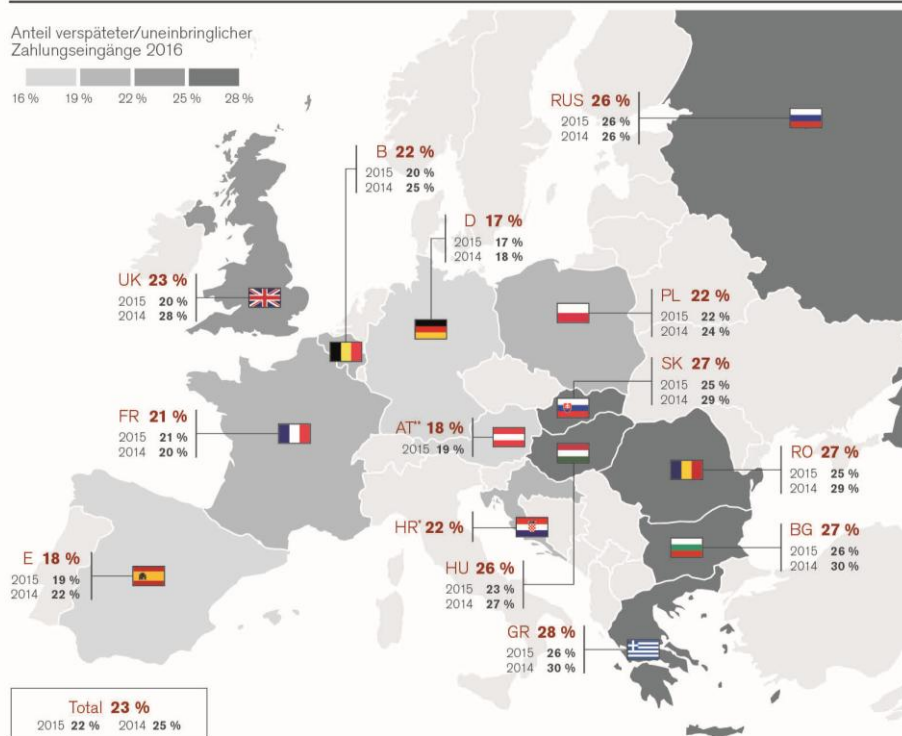 Anteil verspäteter/uneinbringlicher
Zahlungseingänge 2016
16 % 19 % 22 % 25 % 28 %
RUS 26 %
2015 26 %
2014 26 %
B 22 %
2015 20 %
2014 25 %
D 17 %
2015 17 %
2014 18 %
UK 23 %
2015 20 %
2014 28 %
PL 22 %
2015 22 %
2014 24 %
SK 27 %
2015 25 %
2014 29 %
FR 21 %
2015 21 %
2014 20 %
AT** 18 %
2015 19 %
RO 27 %
2015 25 %
2014 29 %
HR* 22 %
BG 27 %
2015 26 %
2014 30 %
E 18 %
2015 19 %
2014 22 %
HU 26 %
2015 23 %
2014 27 %
GR 28 %
2015 26 %
2014 30 %
Total 23 %
2015 22 % 2014 25 %